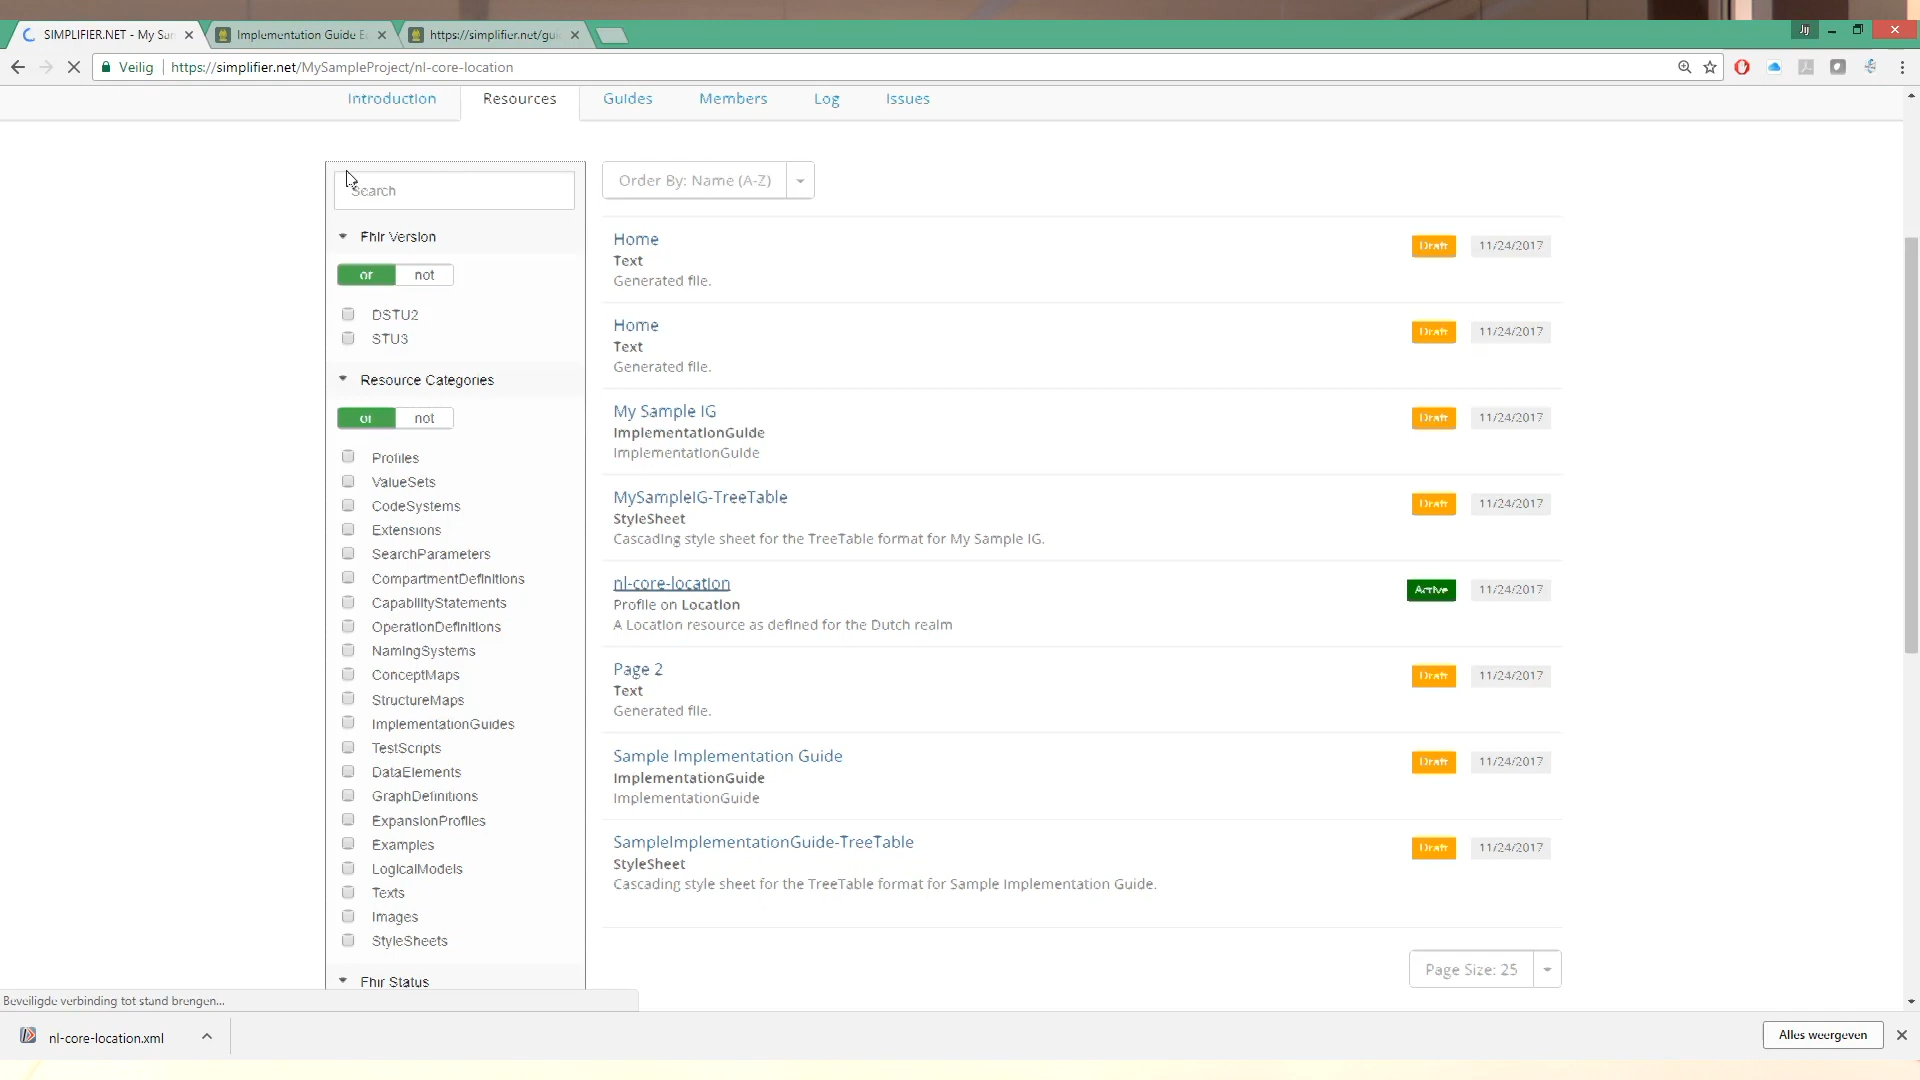 SIMPLIFIER.NET - My Sam
Implementation Guide E
https://simplifier.net/gui
Veilig
https://simplifier.net/MySampleProject/nl-core-location
Introduction
Resources
Guides
Members
Log
Issues
Search
Order By: Name (A-Z)
Fhir Version
or
not
DSTU2
STU3
Resource Categories
or
not
Profiles
ValueSets
CodeSystems
Extensions
SearchParameters
CompartmentDefinitions
CapabilityStatements
OperationDefinitions
NamingSystems
ConceptMaps
StructureMaps
ImplementationGuides
TestScripts
DataElements
GraphDefinitions
ExpansionProfiles
Examples
LogicalModels
Texts
Images
StyleSheets
Fhir Status
Home
Text
Generated file.
Draft
11/24/2017
Home
Text
Generated file.
Draft
11/24/2017
My Sample IG
ImplementationGuide
ImplementationGuide
Draft
11/24/2017
MySampleIG-TreeTable
StyleSheet
Cascading style sheet for the TreeTable format for My Sample IG.
Draft
11/24/2017
nl-core-location
Profile on Location
A Location resource as defined for the Dutch realm
Active
11/24/2017
Page 2
Text
Generated file.
Draft
11/24/2017
Sample Implementation Guide
ImplementationGuide
ImplementationGuide
Draft
11/24/2017
SampleImplementationGuide-TreeTable
StyleSheet
Cascading style sheet for the TreeTable format for Sample Implementation Guide.
Draft
11/24/2017
Page Size: 25
Beveiligde verbinding tot stand brengen...
nl-core-location.xml
Alles weergeven